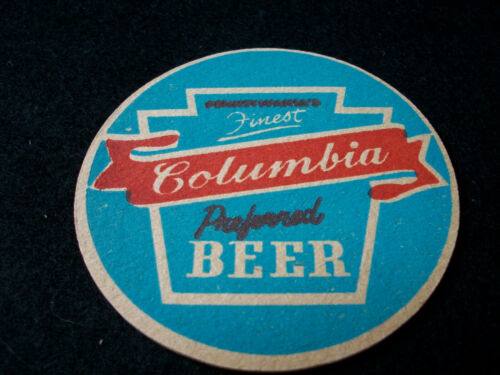 PENNSYLVANIA'S
Finest
Columbia
Preferred
BEER